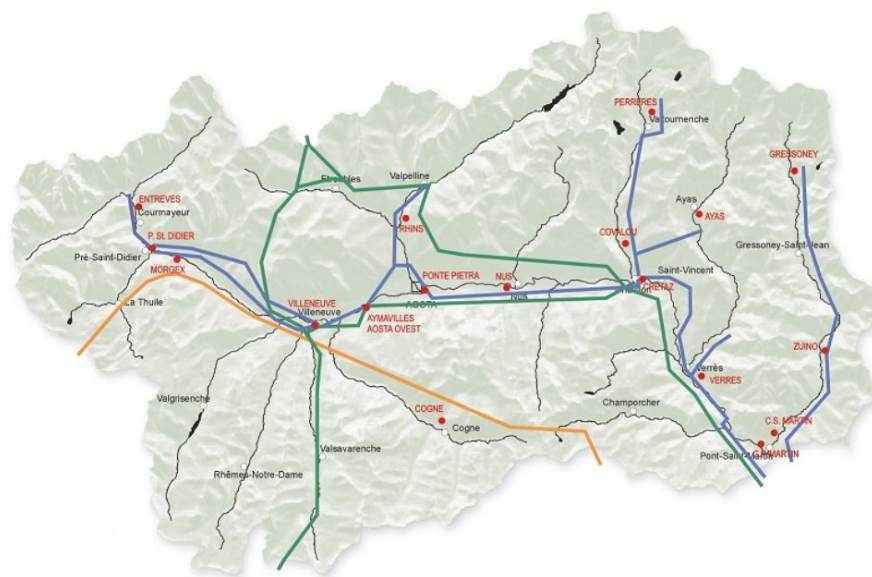 PERRERES
Valtournenche
GRESSONEY
Valpelline
Etroubles
ENTREVES
Courmayeur
Ayas
AYAS
RHINS
COVALOU
P. St. DIDIER
Pré-Saint-Didier
MORGEX
Gressoney-Saint-Jean
Saint-Vincent
PONTE PIETRA
NUS
Nus
CRETAZ
AOSTA
La Thuile
VILLENEUVE
Villeneuve
AYMAVILLES
AOSTA OVEST
ZUINO
Verrès
VERRES
Valgrisenche
Champorcher
COGNE
Cogne
C.S. MARTIN
Valsavarenche
Pont-Saint-Martin
Rhêmes-Notre-Dame